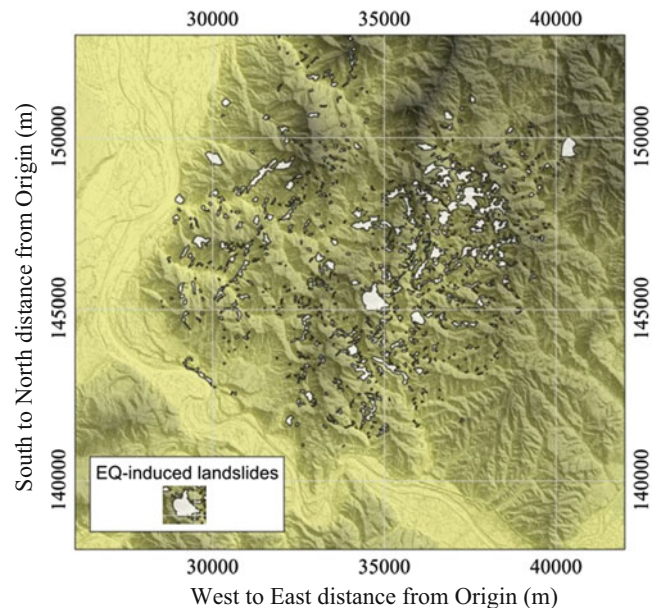 30000 35000 40000
150000
145000
140000
South to North distance from Origin (m)
150000
145000
140000
EQ-induced landslides
30000 35000 40000
West to East distance from Origin (m)